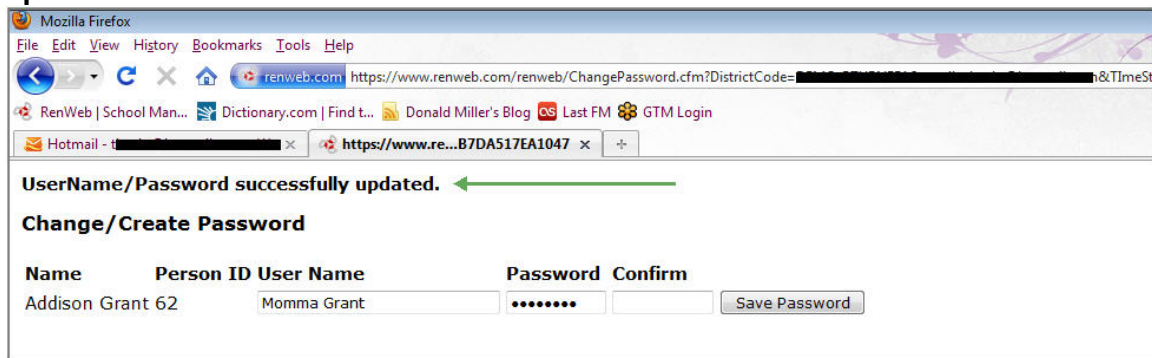 Mozilla Firefox
File Edit View History Bookmarks Tools Help
renweb.com https://www.renweb.com/renweb/ChangePassword.cfm?DistrictCode= &TImeSt
RenWeb | School Man... Dictionary.com | Find t... Donald Miller's Blog Last FM GTM Login
Hotmail - t https://www.re...B7DA517EA1047
UserName/Password successfully updated.
Change/Create Password
Name Person ID User Name Password Confirm
Addison Grant 62 Momma Grant •••••••• Save Password